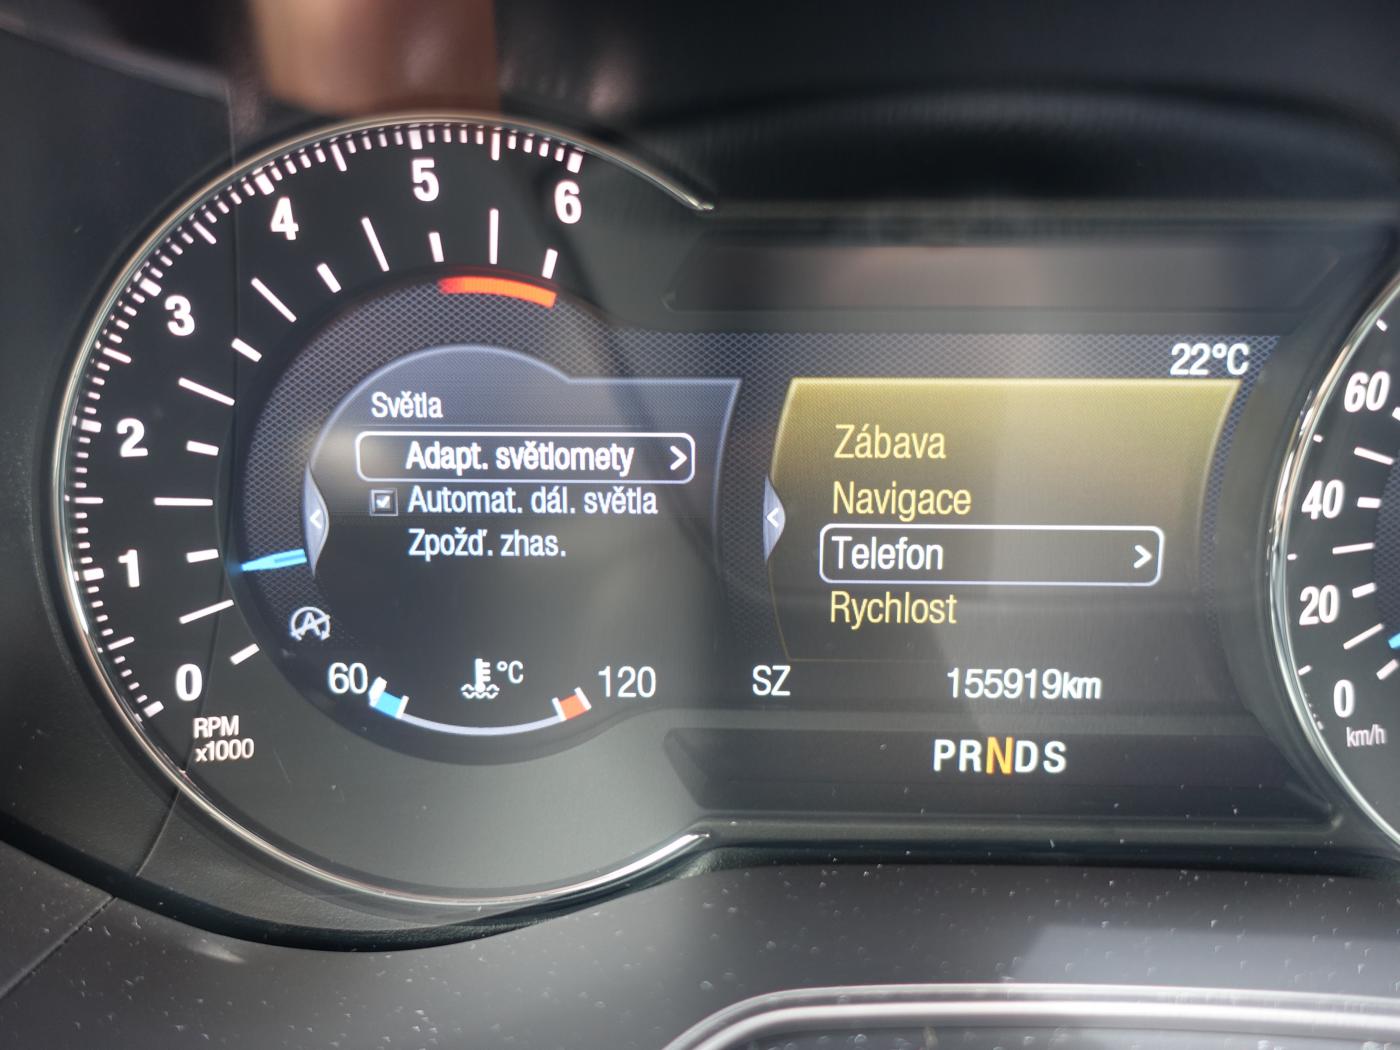 6
5
4
3
2
1
0
RPM
x1000
Světla
Adapt. světlomety
Automat. dál. světla
Zpožď. zhas.
A
60
°C
120
22°C
Zábava
Navigace
Telefon
Rychlost
SZ
155919km
PRNDS
60
40
20
0
km/h